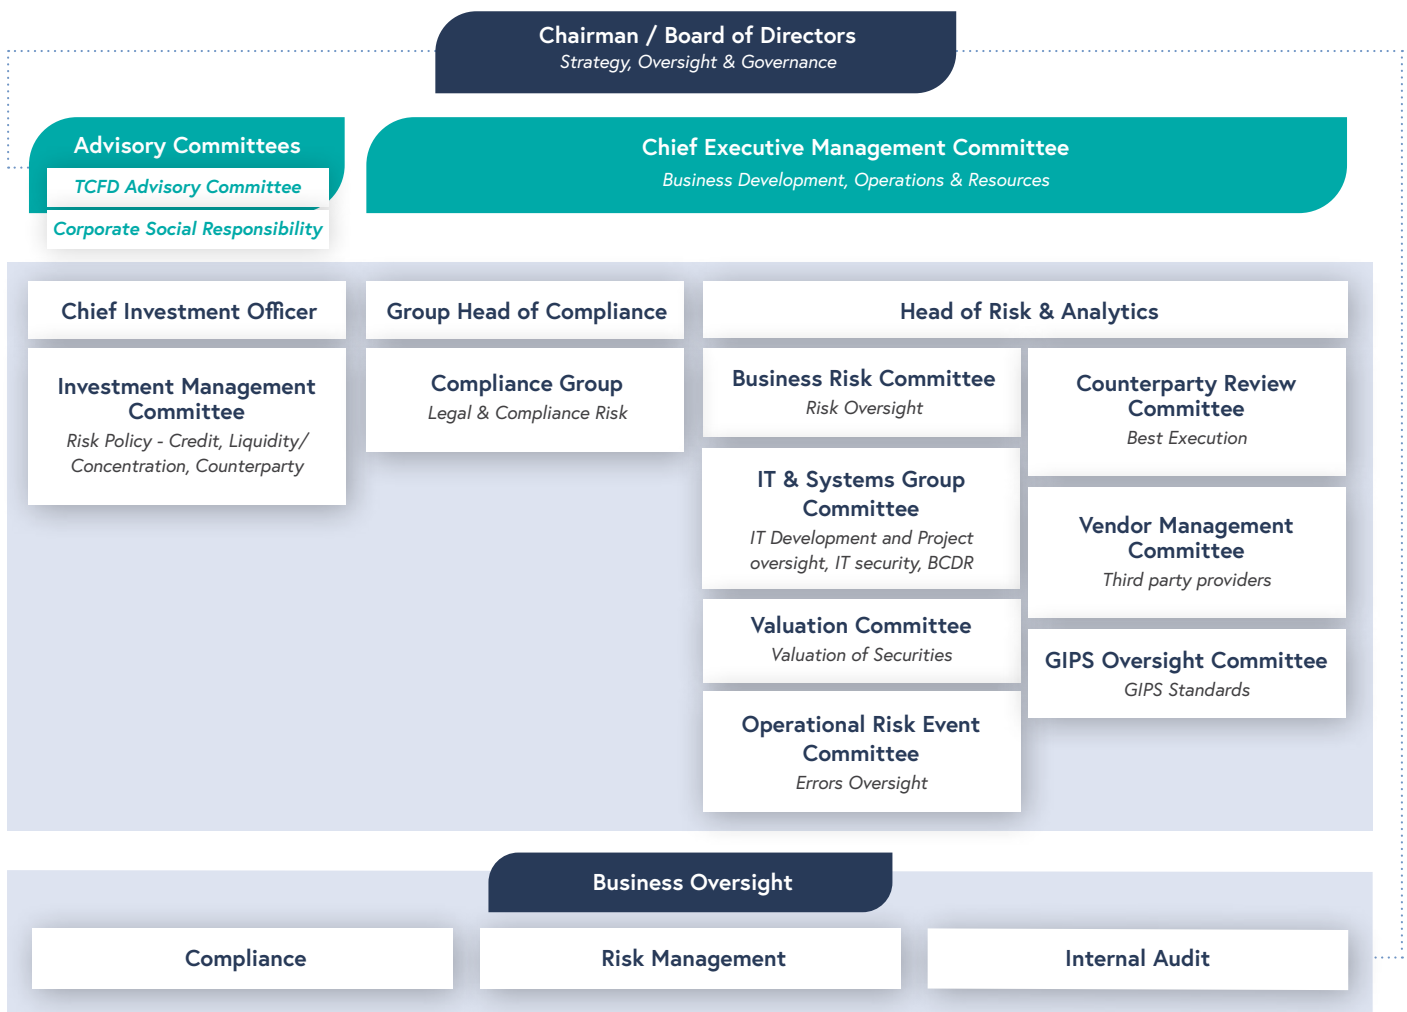 Chairman / Board of Directors
Strategy, Oversight & Governance
Advisory Committees
TCFD Advisory Committee
Corporate Social Responsibility
Chief Executive Management Committee
Business Development, Operations & Resources
Chief Investment Officer
Investment Management
Committee
Risk Policy - Credit, Liquidity/
Concentration, Counterparty
Group Head of Compliance
Compliance Group
Legal & Compliance Risk
Head of Risk & Analytics
Business Risk Committee
Risk Oversight
IT & Systems Group
Committee
IT Development and Project
oversight, IT security, BCDR
Valuation Committee
Valuation of Securities
Operational Risk Event
Committee
Errors Oversight
Counterparty Review
Committee
Best Execution
Vendor Management
Committee
Third party providers
GIPS Oversight Committee
GIPS Standards
Business Oversight
Compliance
Risk Management
Internal Audit